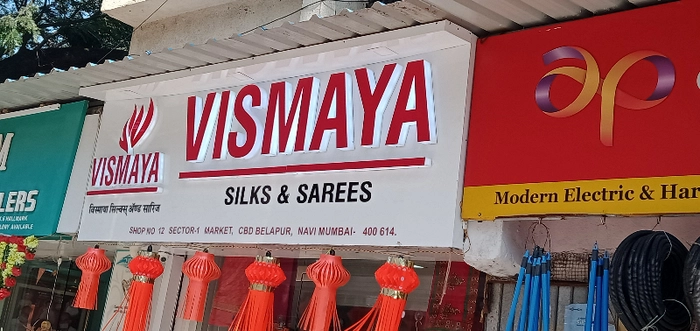 M
LERS
VISMAYA
विस्माया सिल्क्स् ॲण्ड सारिज
VISMAYA
SILKS & SAREES
SHOP NO 12 SECTOR-1 MARKET, CBD BELAPUR, NAVI MUMBAI- 400 614.
ap
Modern Electric & Har